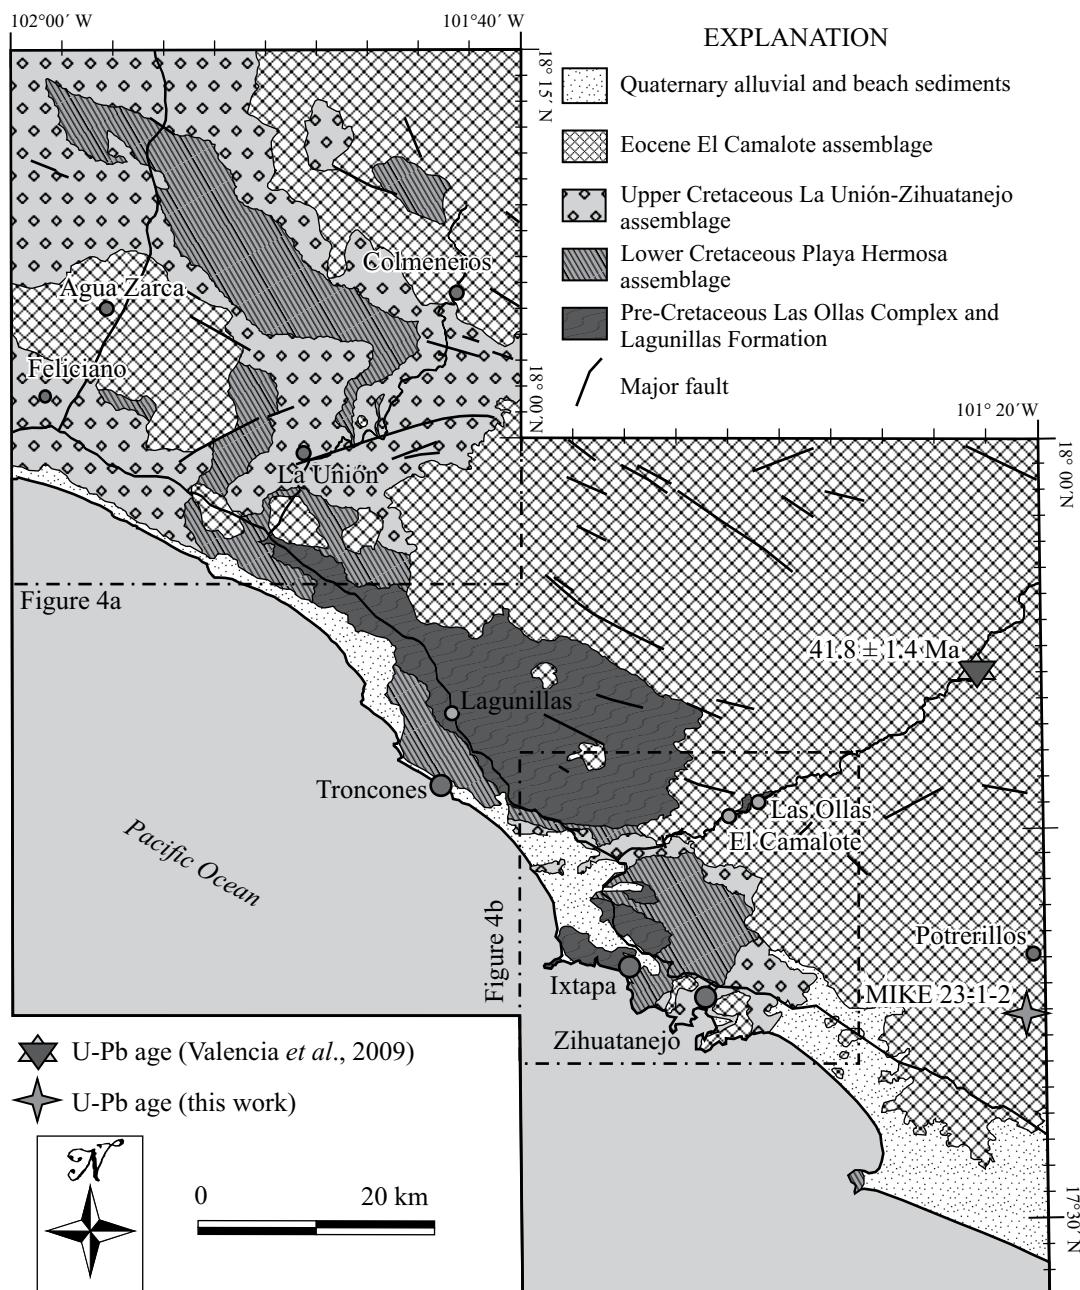 102°00´ W
101°40´ W
18° 15´ N
EXPLANATION
Quaternary alluvial and beach sediments
Eocene El Camalote assemblage
Upper Cretaceous La Unión-Zihuatanejo
assemblage
Lower Cretaceous Playa Hermosa
assemblage
Pre-Cretaceous Las Ollas Complex and
Lagunillas Formation
Major fault
Colmeneros
Agua Zarca
Feliciano
18° 00´N
101° 20´W
La Unión
18° 00´N
Figure 4a
41.8 ± 1.4 Ma
Lagunillas
Troncones
Las Ollas
El Camalote
Pacific Ocean
Figure 4b
Potrerillos
Ixtapa
MIKE 23-1-2
Zihuatanejo
U-Pb age (Valencia et al., 2009)
U-Pb age (this work)
N
0 20 km
17°30´ N